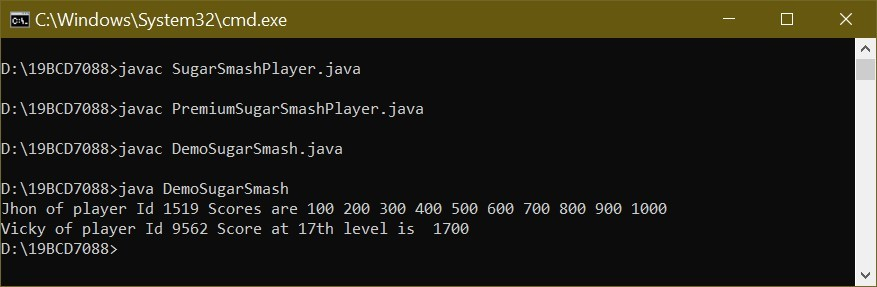 C:\Windows\System32\cmd.exe
D:\19BCD7088>javac SugarSmashPlayer.java
D:\19BCD7088>javac PremiumSugarSmashPlayer.java
D:\19BCD7088>javac DemoSugarSmash.java
D:\19BCD7088>java DemoSugarSmash
Jhon of player Id 1519 Scores are 100 200 300 400 500 600 700 800 900 1000
Vicky of player Id 9562 Score at 17th level is  1700
D:\19BCD7088>